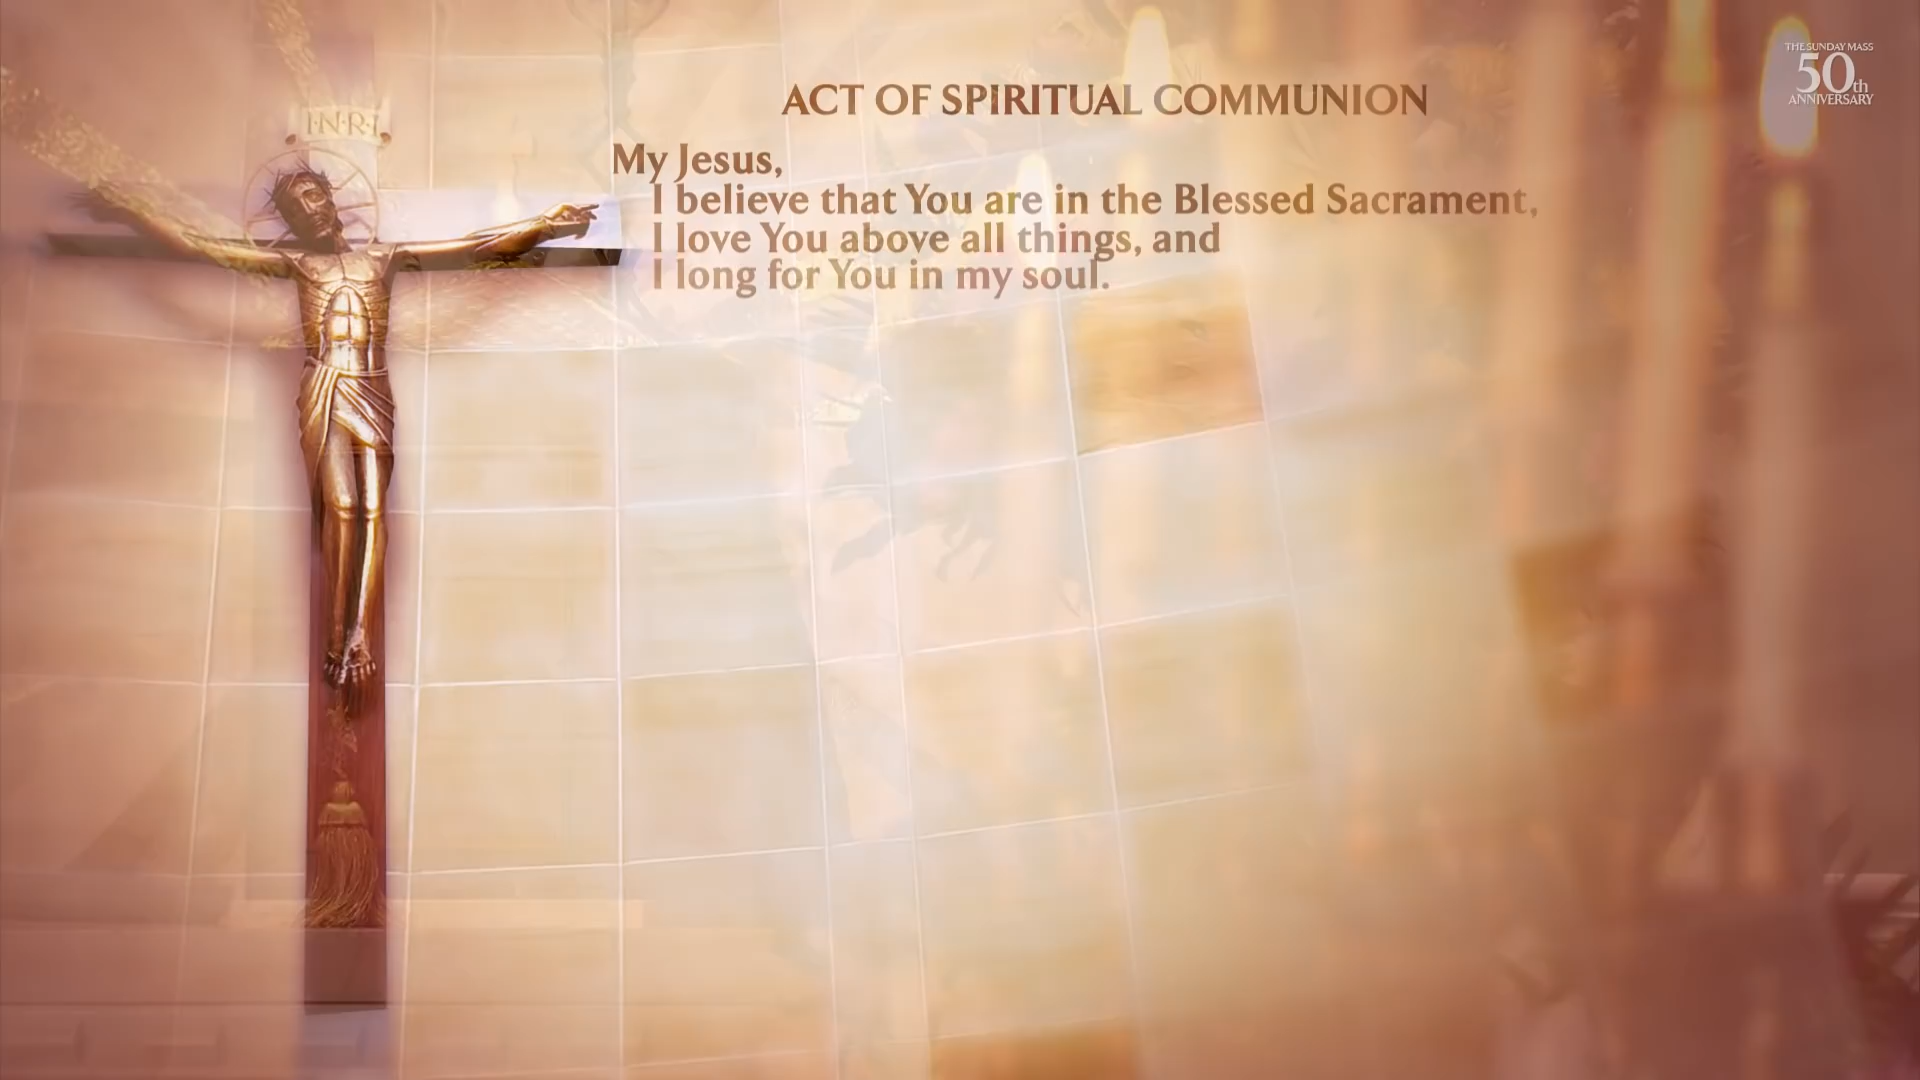 THE SUNDAY MASS
50th
ANNIVERSARY
I·N·R·I
ACT OF SPIRITUAL COMMUNION
My Jesus,
I believe that You are in the Blessed Sacrament,
I love You above all things, and
I long for You in my soul.